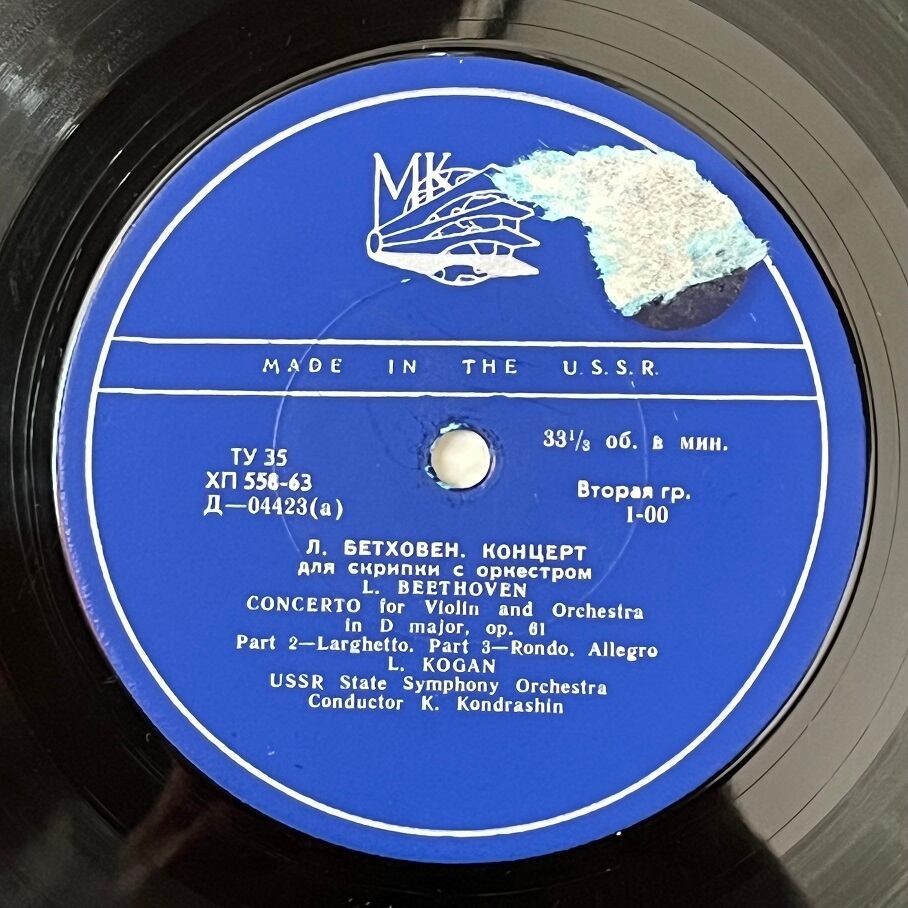 МК
MADE IN THE U.S.S.R.
33⅓ об. в мин.
ТУ 35
ХП 558-63
Д—04423(а)
Вторая гр.
1-00
Л. БЕТХОВЕН. КОНЦЕРТ
для скрипки с оркестром
L. BEETHOVEN
CONCERTO for Violin and Orchestra
in D major, op. 61
Part 2—Larghetto. Part 3—Rondo. Allegro
L. KOGAN
USSR State Symphony Orchestra
Conductor K. Kondrashin